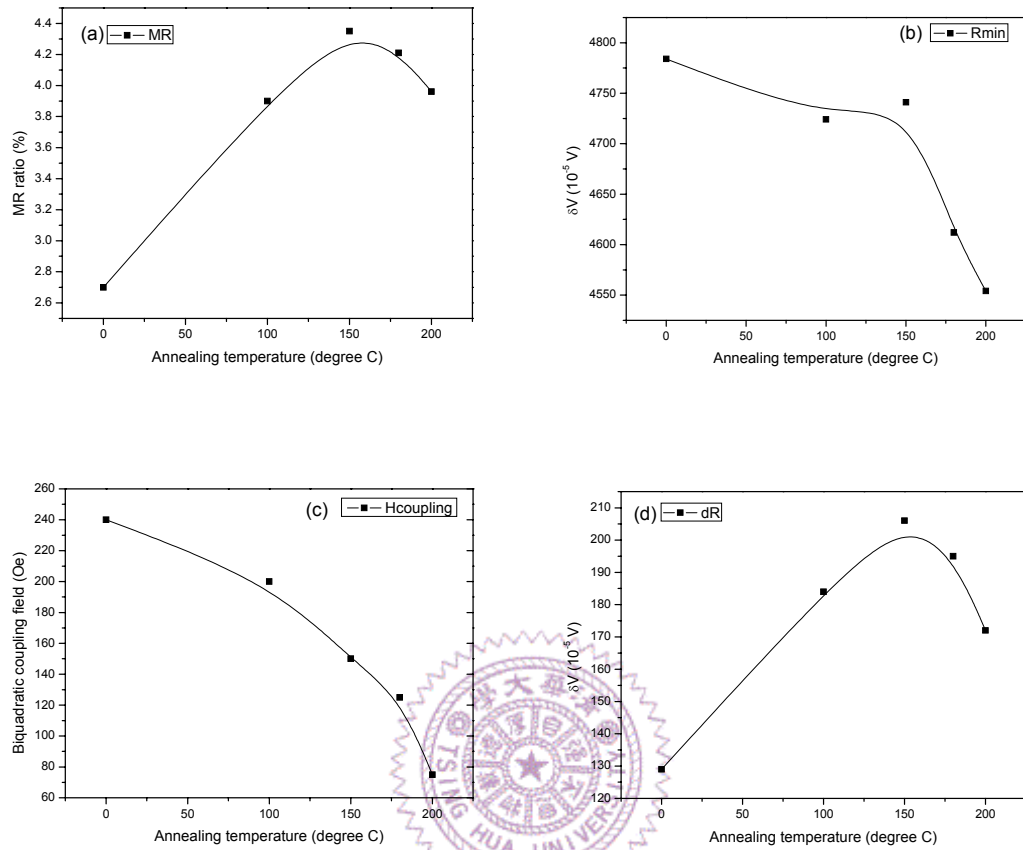 (a)
MR
4.4
4.2
4.0
3.8
3.6
3.4
3.2
3.0
2.8
2.6
MR ratio (%)
0 50 100 150 200
Annealing temperature (degree C)
(b)
Rmin
4800
4750
4700
4650
4600
4550
δV (10⁻⁵ V)
0 50 100 150 200
Annealing temperature (degree C)
(c)
Hcoupling
260
240
220
200
180
160
140
120
100
80
60
Biquadratic coupling field (Oe)
0 50 100 150 200
Annealing temperature (degree C)
(d)
dR
210
200
190
180
170
160
150
140
130
120
δV (10⁻⁵ V)
0 50 100 150 200
Annealing temperature (degree C)
TSING HUA UNIVERSITY